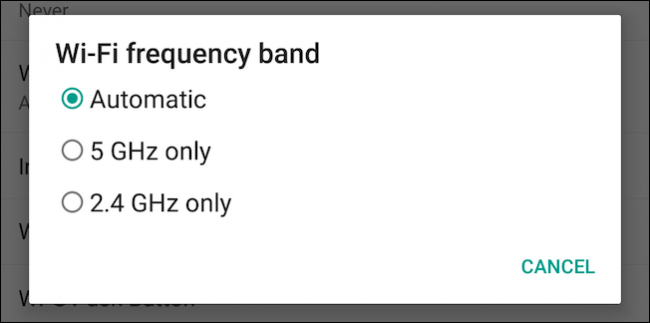 Never
Wi-Fi frequency band
Automatic
5 GHz only
2.4 GHz only
CANCEL